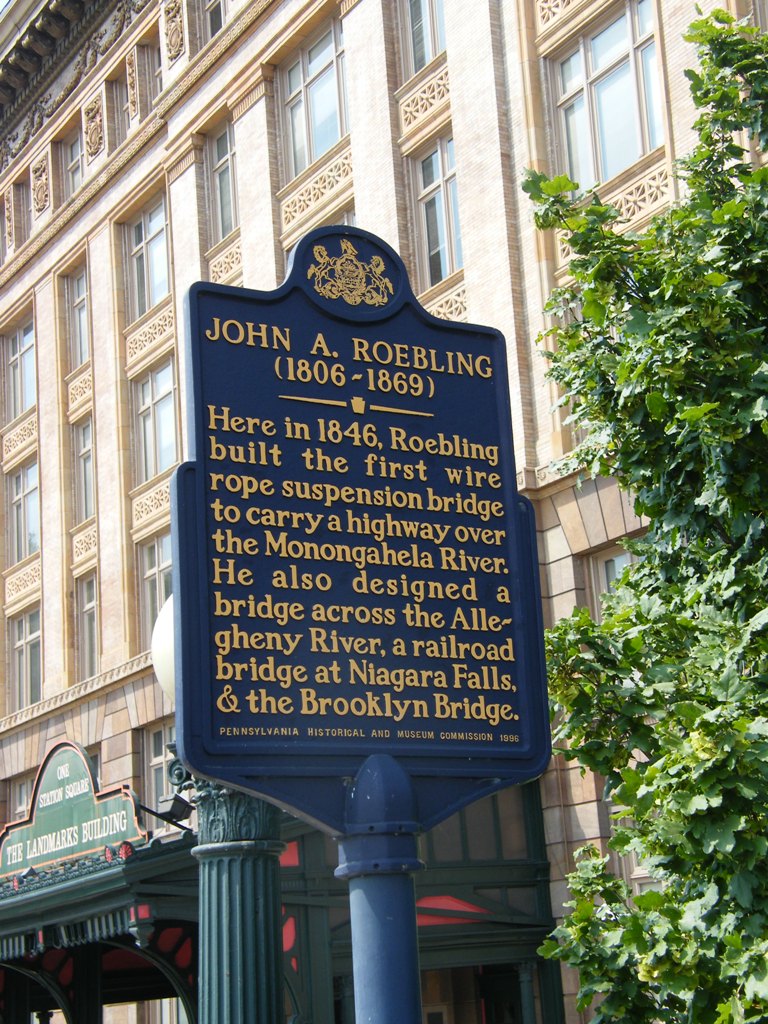 JOHN A. ROEBLING
(1806-1869)
Here in 1846, Roebling
built the first wire
rope suspension bridge
to carry a highway over
the Monongahela River.
He also designed a
bridge across the Alle-
gheny River, a railroad
bridge at Niagara Falls,
& the Brooklyn Bridge.
PENNSYLVANIA HISTORICAL AND MUSEUM COMMISSION 1996
ONE
STATION SQUARE
THE LANDMARKS BUILDING